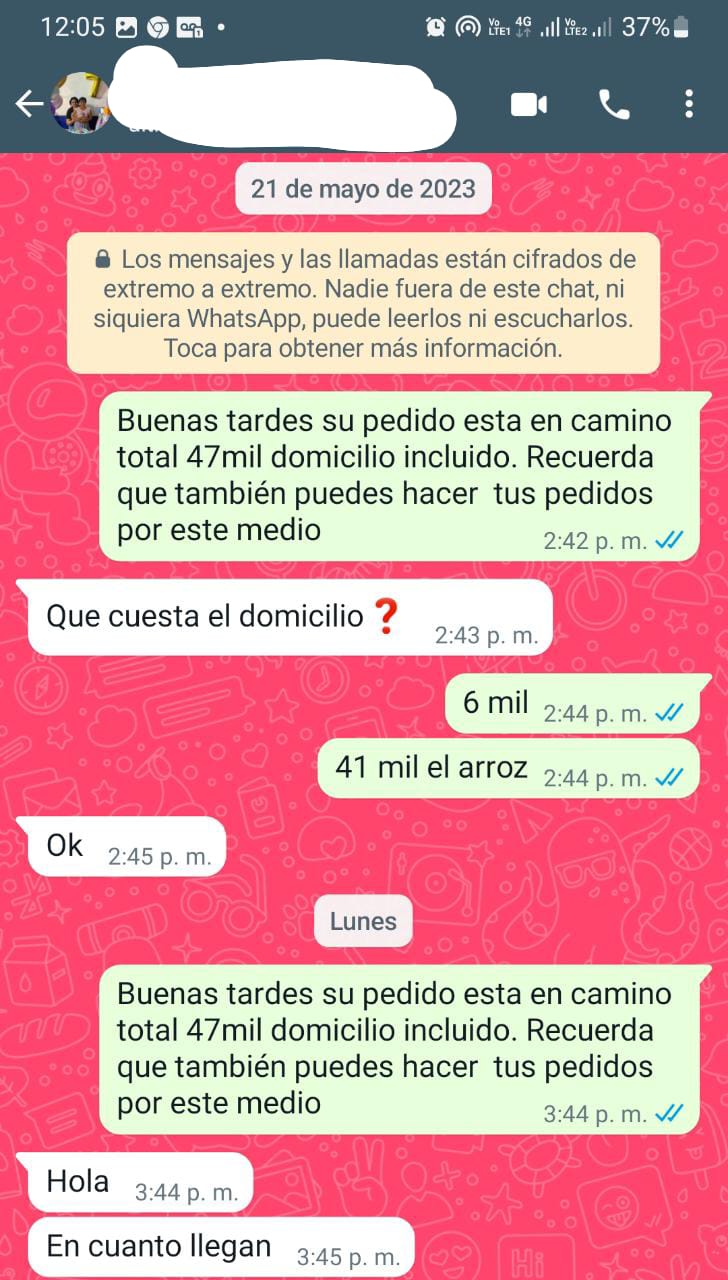 12:05
Vo LTE1 4G Vo LTE2 37%
21 de mayo de 2023
Los mensajes y las llamadas están cifrados de
extremo a extremo. Nadie fuera de este chat, ni
siquiera WhatsApp, puede leerlos ni escucharlos.
Toca para obtener más información.
Buenas tardes su pedido esta en camino
total 47mil domicilio incluido. Recuerda
que también puedes hacer tus pedidos
por este medio
2:42 p. m.
Que cuesta el domicilio ❓
2:43 p. m.
6 mil 2:44 p. m.
41 mil el arroz 2:44 p. m.
Ok 2:45 p. m.
Lunes
Buenas tardes su pedido esta en camino
total 47mil domicilio incluido. Recuerda
que también puedes hacer tus pedidos
por este medio
3:44 p. m.
Hola 3:44 p. m.
En cuanto llegan 3:45 p. m.